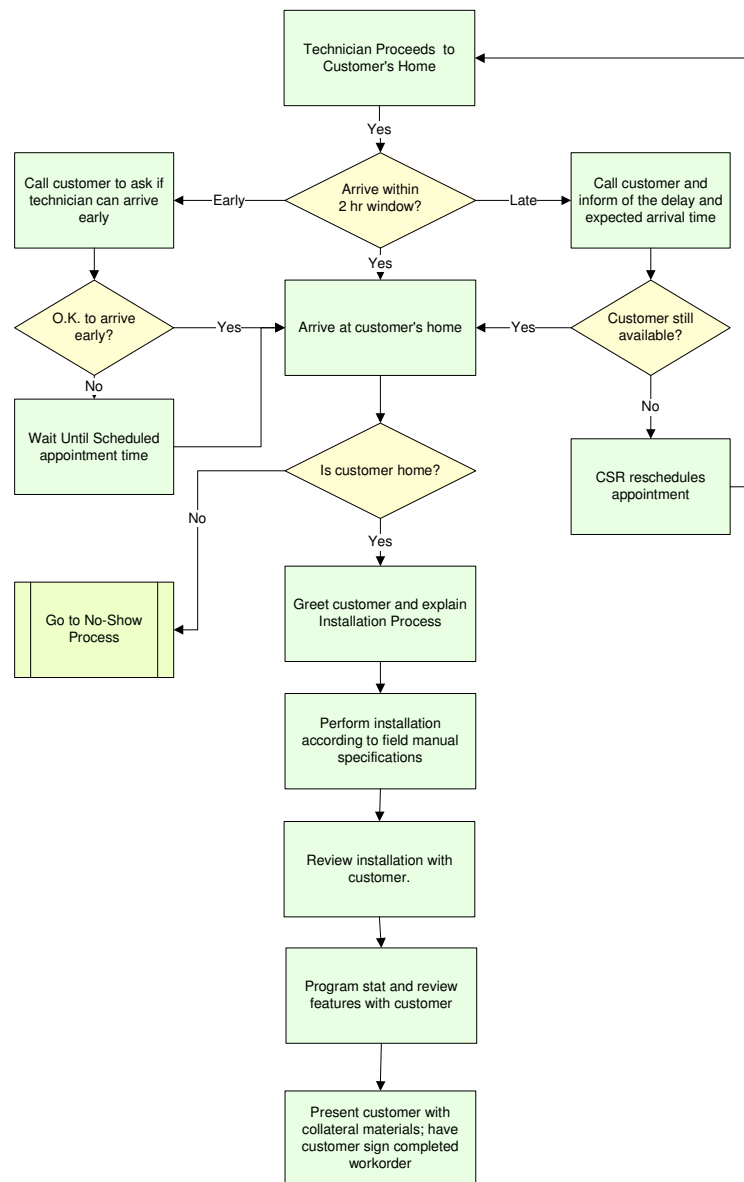 Technician Proceeds to
Customer's Home
Yes
Call customer to ask if
technician can arrive
early
Early
Arrive within
2 hr window?
Late
Call customer and
inform of the delay and
expected arrival time
Yes
O.K. to arrive
early?
Yes
Arrive at customer's home
Yes
Customer still
available?
No
Wait Until Scheduled
appointment time
No
CSR reschedules
appointment
Is customer home?
No
Yes
Go to No-Show
Process
Greet customer and explain
Installation Process
Perform installation
according to field manual
specifications
Review installation with
customer.
Program stat and review
features with customer
Present customer with
collateral materials; have
customer sign completed
workorder